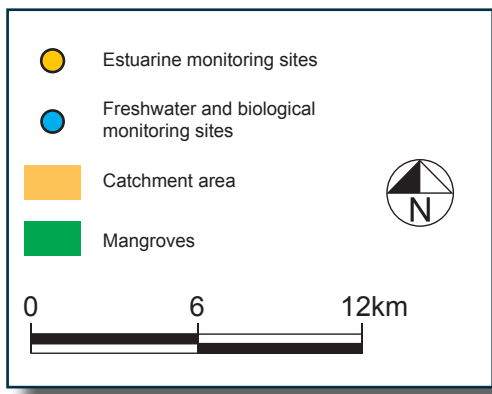 Estuarine monitoring sites
Freshwater and biological
monitoring sites
Catchment area
Mangroves
N
0 6 12km